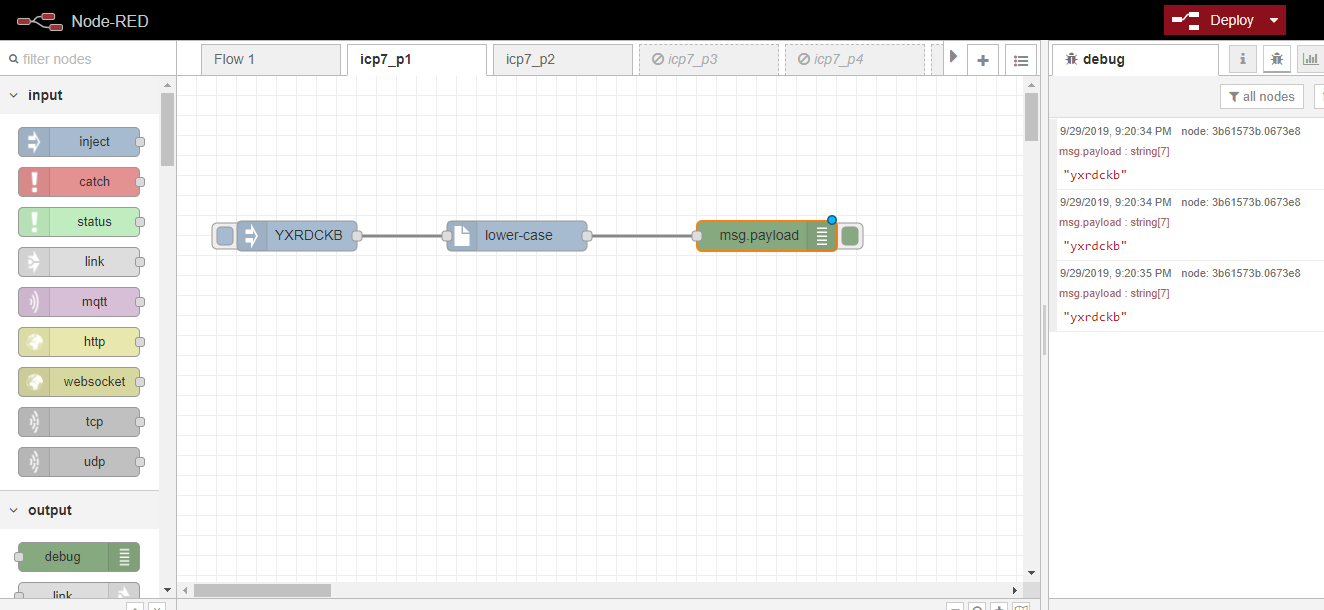 Node-RED
Deploy
filter nodes
Flow 1
icp7_p1
icp7_p2
icp7_p3
icp7_p4
debug
i
all nodes
input
inject
catch
status
link
mqtt
http
websocket
tcp
udp
output
debug
link
YXRDCKB
lower-case
msg.payload
9/29/2019, 9:20:34 PM node: 3b61573b.0673e8
msg.payload : string[7]
"yxrdckb"
9/29/2019, 9:20:34 PM node: 3b61573b.0673e8
msg.payload : string[7]
"yxrdckb"
9/29/2019, 9:20:35 PM node: 3b61573b.0673e8
msg.payload : string[7]
"yxrdckb"